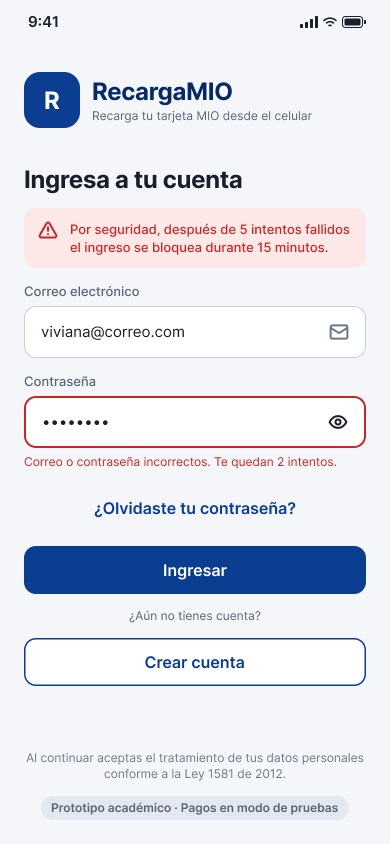 9:41
R
RecargaMIO
Recarga tu tarjeta MIO desde el celular
Ingresa a tu cuenta
Por seguridad, después de 5 intentos fallidos
el ingreso se bloquea durante 15 minutos.
Correo electrónico
viviana@correo.com
Contraseña
••••••••
Correo o contraseña incorrectos. Te quedan 2 intentos.
¿Olvidaste tu contraseña?
Ingresar
¿Aún no tienes cuenta?
Crear cuenta
Al continuar aceptas el tratamiento de tus datos personales
conforme a la Ley 1581 de 2012.
Prototipo académico · Pagos en modo de pruebas